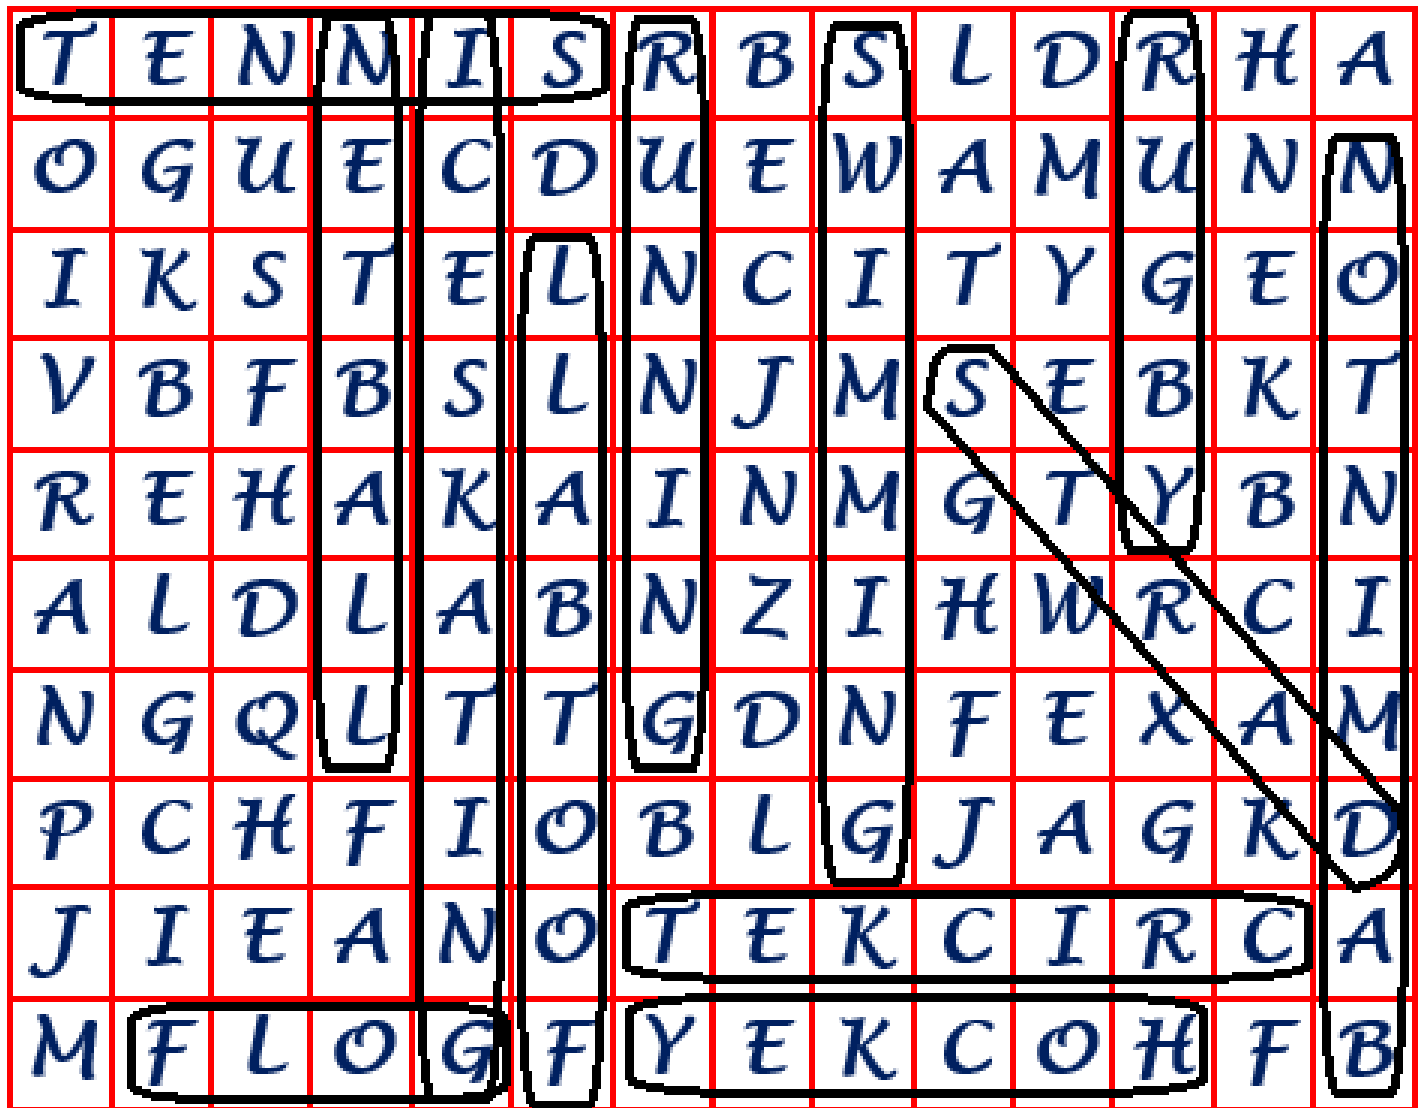 T E N N I S R B S L D R H A
O G U E C D U E W A M U N N
I K S T E L N C I T Y G E O
V B F B S L N J M S E B K T
R E H A K A I N M G T Y B N
A L D L A B N Z I H W R C I
N G Q L T T G D N F E X A M
P C H F I O B L G J A G K D
J I E A N O T E K C I R C A
M F L O G F Y E K C O H F B